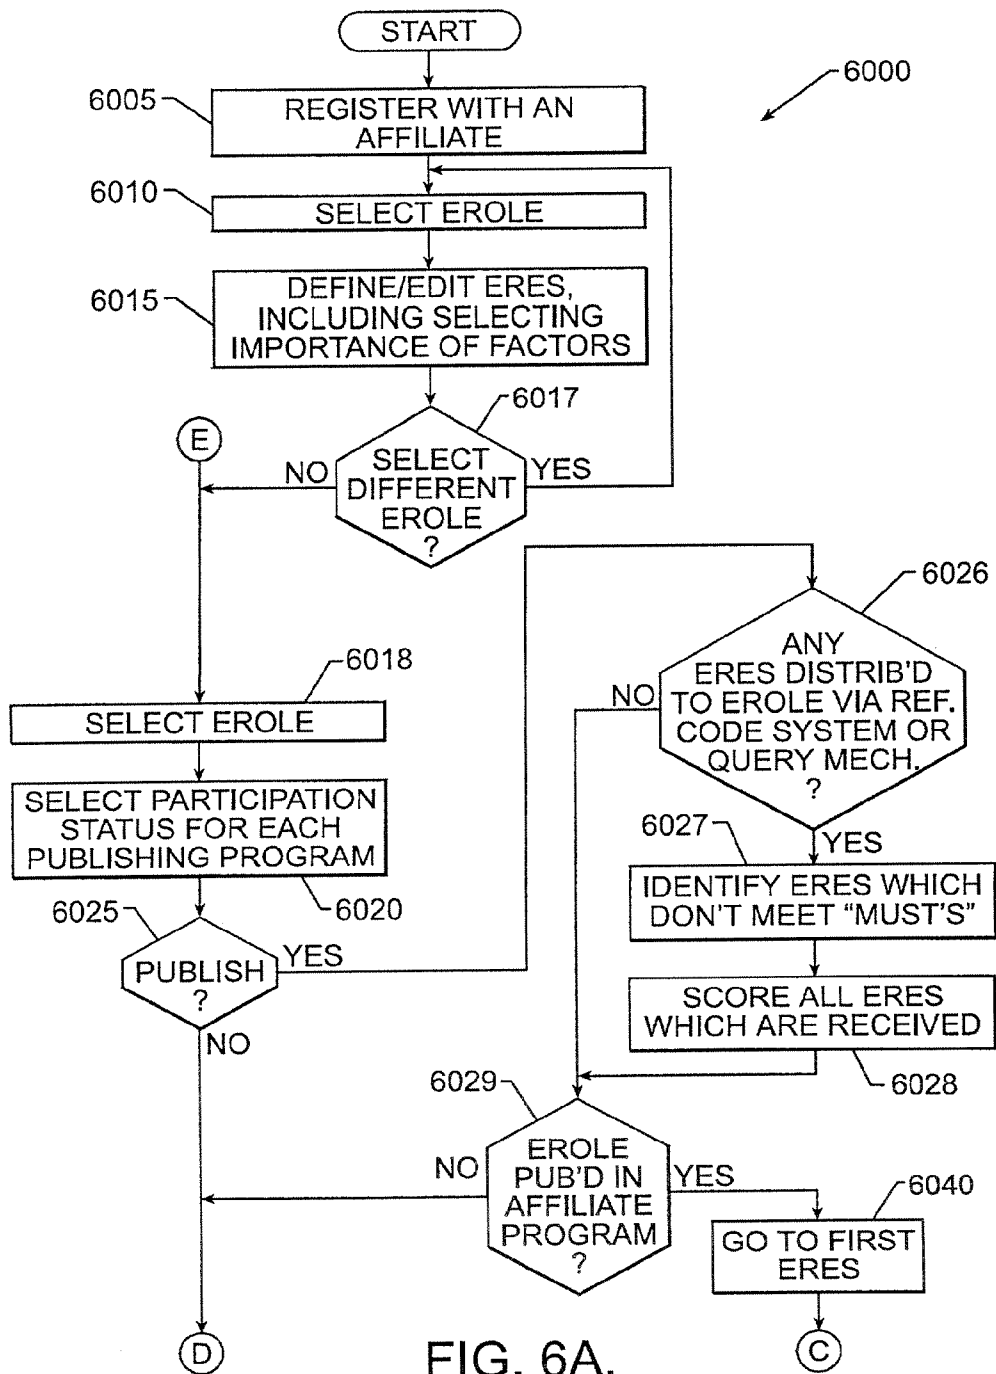 START
6000
6005
REGISTER WITH AN
AFFILIATE
6010
SELECT EROLE
6015
DEFINE/EDIT ERES,
INCLUDING SELECTING
IMPORTANCE OF FACTORS
6017
E
NO
SELECT
DIFFERENT
EROLE
?
YES
6026
ANY
ERES DISTRIB'D
TO EROLE VIA REF.
CODE SYSTEM OR
QUERY MECH.
?
NO
YES
6018
SELECT EROLE
SELECT PARTICIPATION
STATUS FOR EACH
PUBLISHING PROGRAM
6020
6025
PUBLISH
?
YES
NO
6027
IDENTIFY ERES WHICH
DON'T MEET “MUST'S”
SCORE ALL ERES
WHICH ARE RECEIVED
6028
6029
EROLE
PUB'D IN
AFFILIATE
PROGRAM
?
NO
YES
6040
GO TO FIRST
ERES
D
C
FIG. 6A.